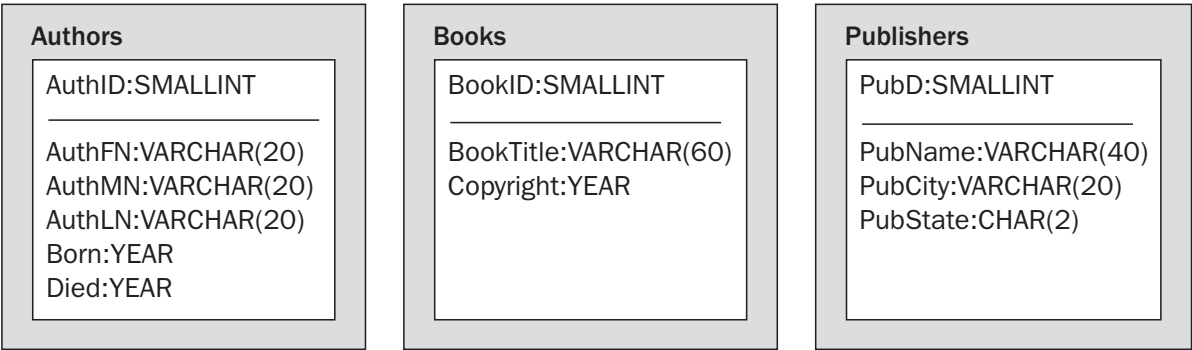 Authors
AuthID:SMALLINT
AuthFN:VARCHAR(20)
AuthMN:VARCHAR(20)
AuthLN:VARCHAR(20)
Born:YEAR
Died:YEAR
Books
BookID:SMALLINT
BookTitle:VARCHAR(60)
Copyright:YEAR
Publishers
PubD:SMALLINT
PubName:VARCHAR(40)
PubCity:VARCHAR(20)
PubState:CHAR(2)